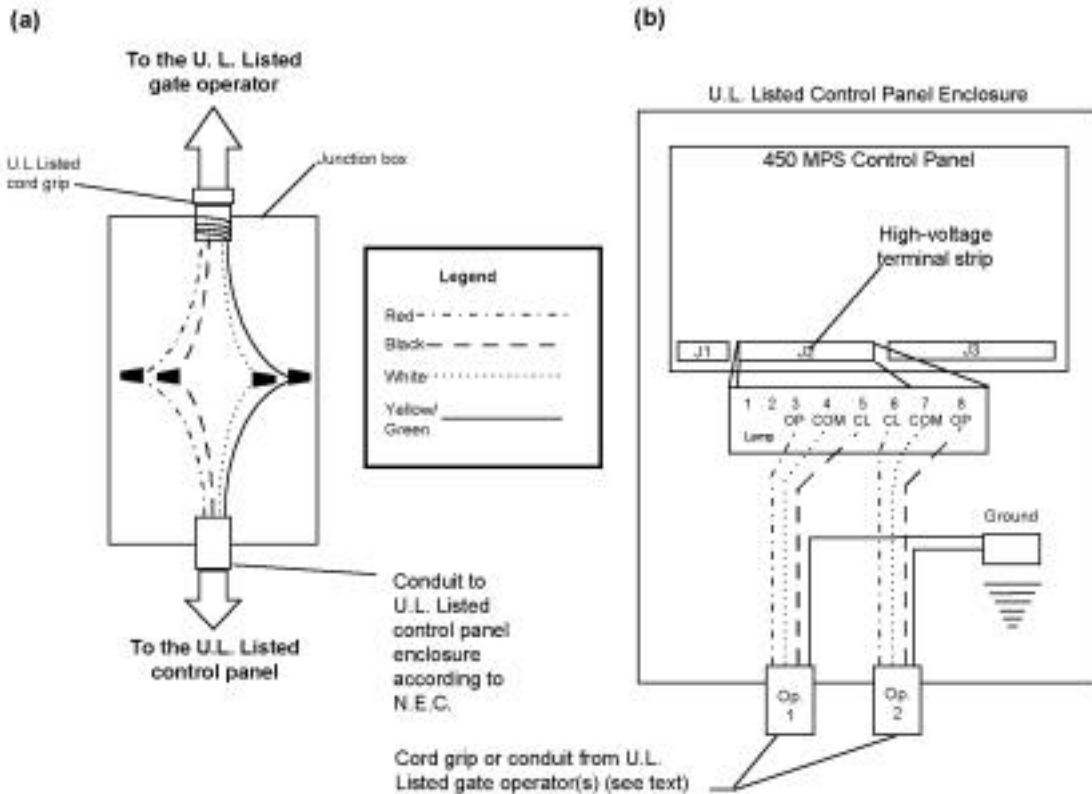 (a)
To the U. L. Listed
gate operator
U.L Listed
cord grip
Junction box
Legend
Red
Black
White
Yellow/
Green
Conduit to
U.L. Listed
control panel
enclosure
according to
N.E.C.
To the U.L. Listed
control panel
(b)
U.L. Listed Control Panel Enclosure
450 MPS Control Panel
High-voltage
terminal strip
J1 J2 J3
1 2 3 4 5 6 7 8
OP COM CL CL COM OP
Lamp
Ground
Op. 1
Op. 2
Cord grip or conduit from U.L.
Listed gate operator(s) (see text)